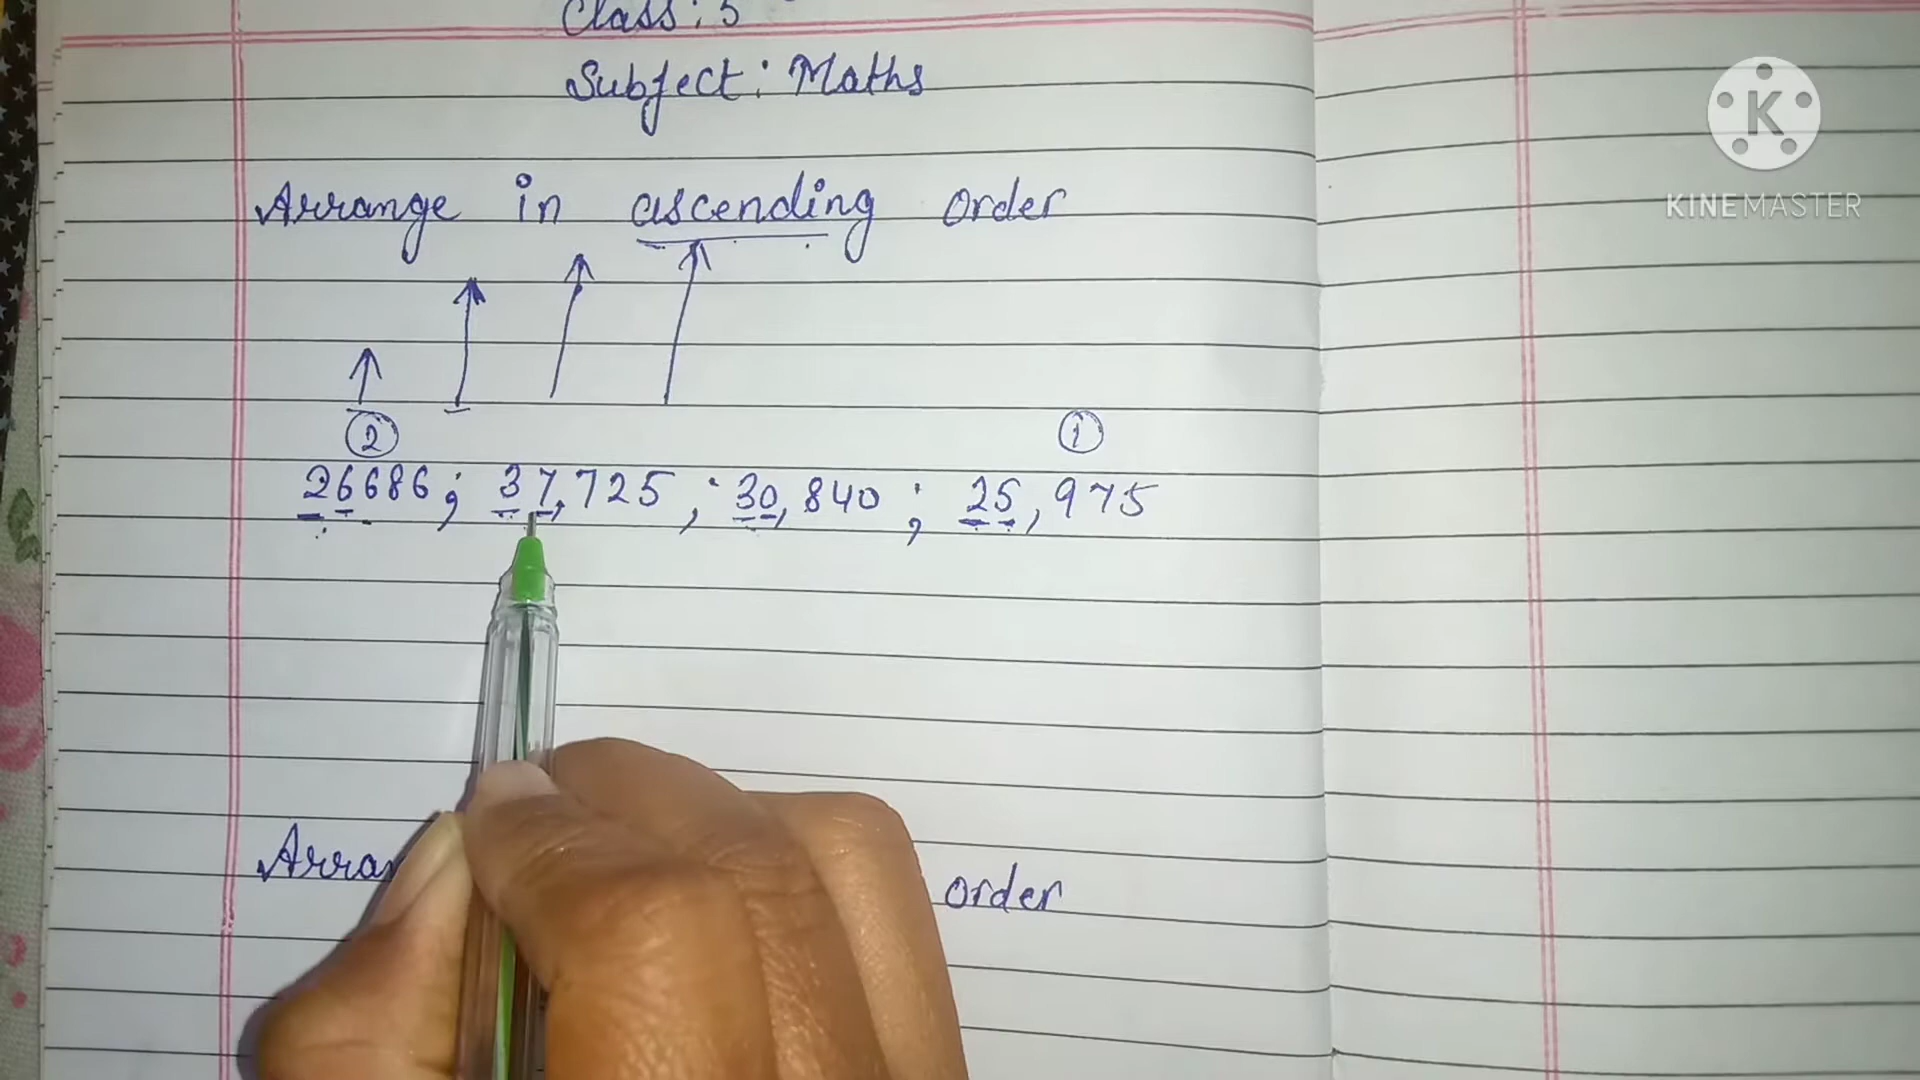 Class: 5
Subject: Maths
K
KINEMASTER
Arrange in ascending order
2 1
26686; 37,725; 30,840; 25,975
order